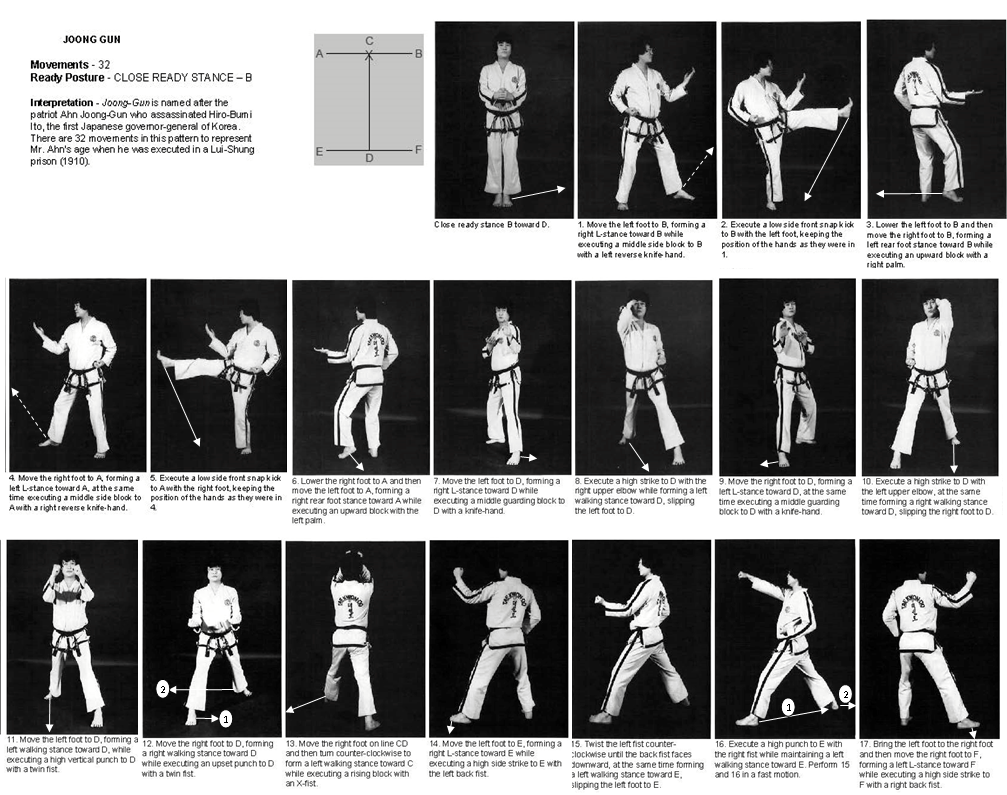 JOONG GUN
Movements - 32
Ready Posture - CLOSE READY STANCE – B
Interpretation - Joong-Gun is named after the
patriot Ahn Joong-Gun who assassinated Hiro-Bumi
Ito, the first Japanese governor-general of Korea.
There are 32 movements in this pattern to represent
Mr. Ahn's age when he was executed in a Lui-Shung
prison (1910).
C
A X B
E D F
Close ready stance B toward D.
1. Move the left foot to B, forming a
right L-stance toward B while
executing a middle side block to B
with a left reverse knife-hand.
2. Execute a low side front snap kick
to B with the left foot, keeping the
position of the hands as they were in
1.
3. Lower the left foot to B and then
move the right foot to B, forming a
left rear foot stance toward B while
executing an upward block with a
right palm.
4. Move the right foot to A, forming a
left L-stance toward A, at the same
time executing a middle side block to
A with a right reverse knife-hand.
5. Execute a low side front snap kick
to A with the right foot, keeping the
position of the hands as they were in
4.
6. Lower the right foot to A and then
move the left foot to A, forming a
right rear foot stance toward A while
executing an upward block with the
left palm.
7. Move the left foot to D, forming a
right L-stance toward D while
executing a middle guarding block to
D with a knife-hand.
8. Execute a high strike to D with the
right upper elbow while forming a left
walking stance toward D, slipping
the left foot to D.
9. Move the right foot to D, forming a
left L-stance toward D, at the same
time executing a middle guarding
block to D with a knife-hand.
10. Execute a high strike to D with
the left upper elbow, at the same
time forming a right walking stance
toward D, slipping the right foot to D.
2
1
1
2
TAEKWON-DO
11. Move the left foot to D, forming a
left walking stance toward D, while
executing a high vertical punch to D
with a twin fist.
12. Move the right foot to D, forming
a right walking stance toward D
while executing an upset punch to D
with a twin fist.
13. Move the right foot on line CD
and then turn counter-clockwise to
form a left walking stance toward C
while executing a rising block with
an X-fist.
14. Move the left foot to E, forming a
right L-stance toward E while
executing a high side strike to E with
the left back fist.
15. Twist the left fist counter-
clockwise until the back fist faces
downward, at the same time forming
a left walking stance toward E,
slipping the left foot to E.
16. Execute a high punch to E with
the right fist while maintaining a left
walking stance toward E. Perform 15
and 16 in a fast motion.
17. Bring the left foot to the right foot
and then move the right foot to F,
forming a left L-stance toward F
while executing a high side strike to
F with a right back fist.